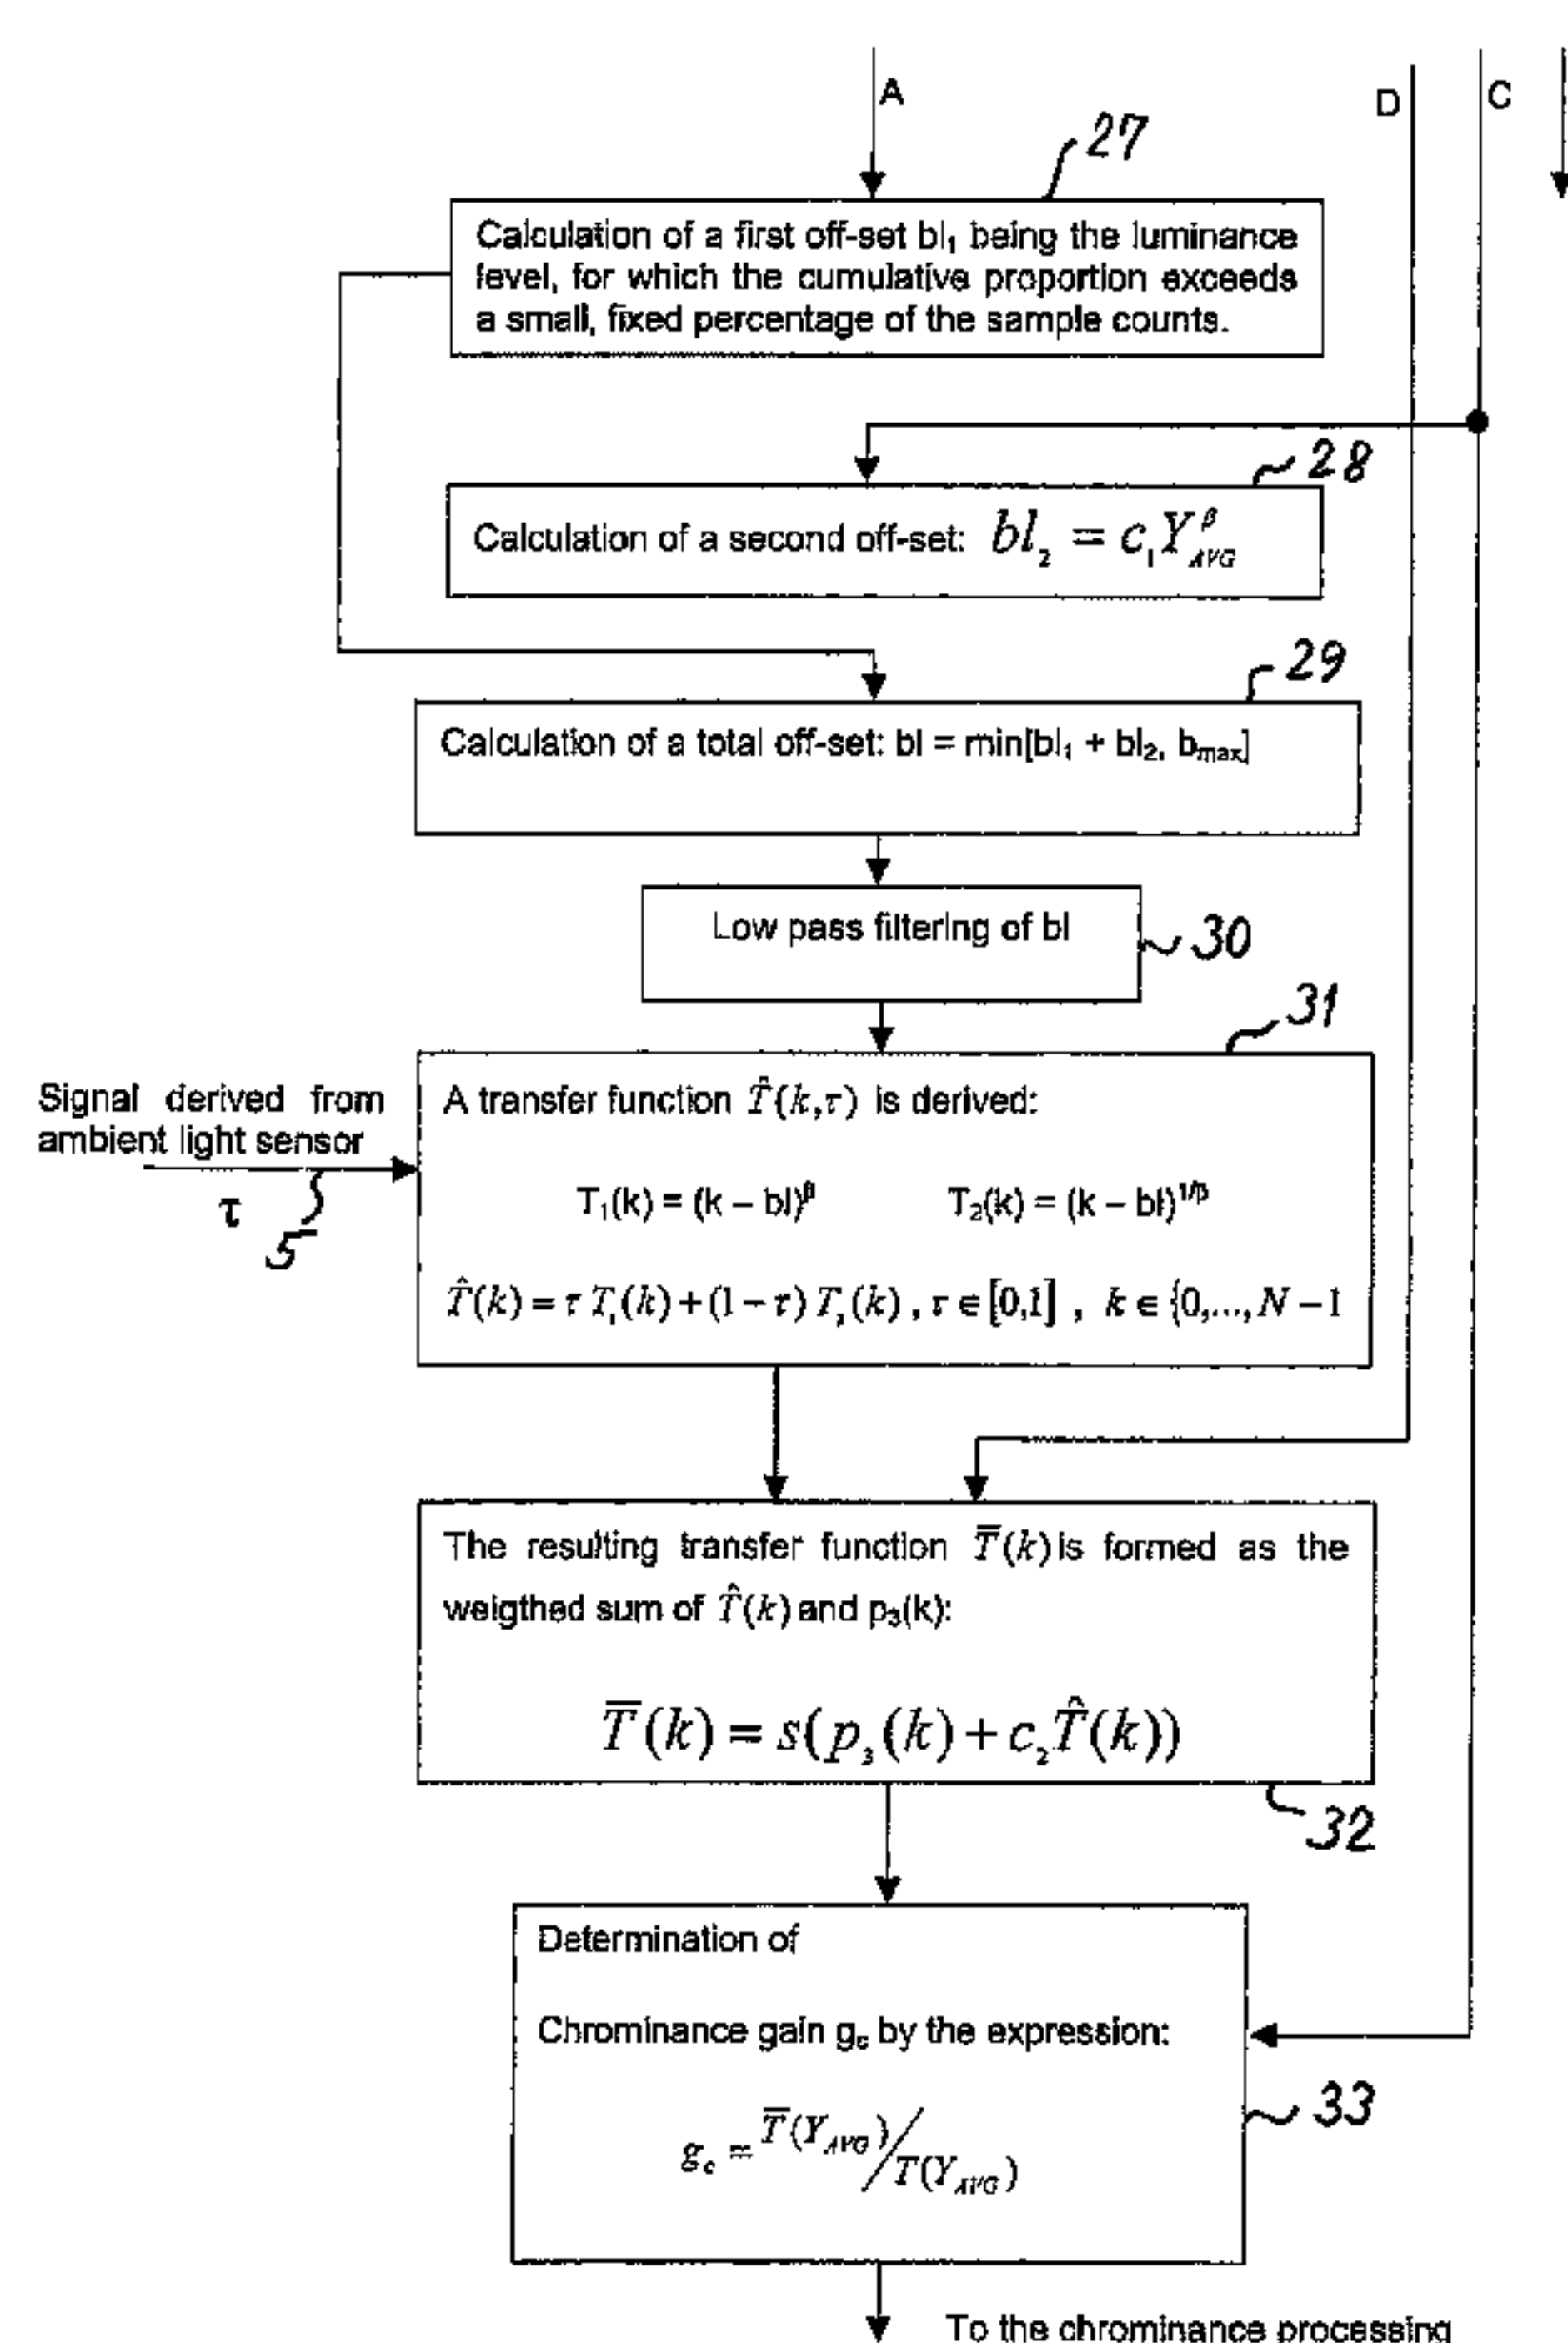 A
D
C
27
Calculation of a first off-set bl₁ being the luminance
level, for which the cumulative proportion exceeds
a small, fixed percentage of the sample counts.
28
Calculation of a second off-set: bl₂ = c₁Y_AVG^β
29
Calculation of a total off-set: bl = min[bl₁ + bl₂, b_max]
Low pass filtering of bl
30
31
Signal derived from
ambient light sensor
τ
5
A transfer function T̂(k,τ) is derived:
T₁(k) = (k – bl)^β T₂(k) = (k – bl)^1/β
T̂(k) = τ T₁(k) + (1 – τ) T₂(k) , τ ∈ [0,1] , k ∈ {0,..., N – 1
The resulting transfer function T̅(k) is formed as the
weigthed sum of T̂(k) and p₃(k):
T̅(k) = s(p₃(k) + c₂T̂(k))
32
Determination of
Chrominance gain g_c by the expression:
33
g_c = T̅(Y_AVG)/T(Y_AVG)
To the chrominance processing